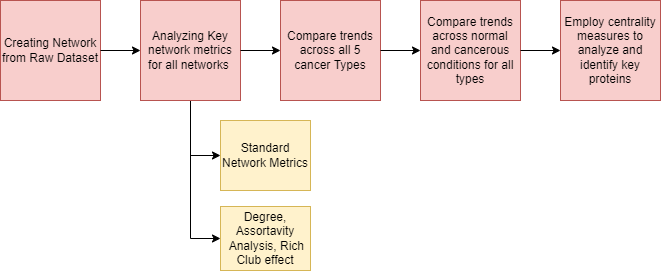 Creating Network
from Raw Dataset
Analyzing Key
network metrics
for all networks
Compare trends
across all 5
cancer Types
Compare trends
across normal
and cancerous
conditions for all
types
Employ centrality
measures to
analyze and
identify key
proteins
Standard
Network Metrics
Degree,
Assortavity
Analysis, Rich
Club effect